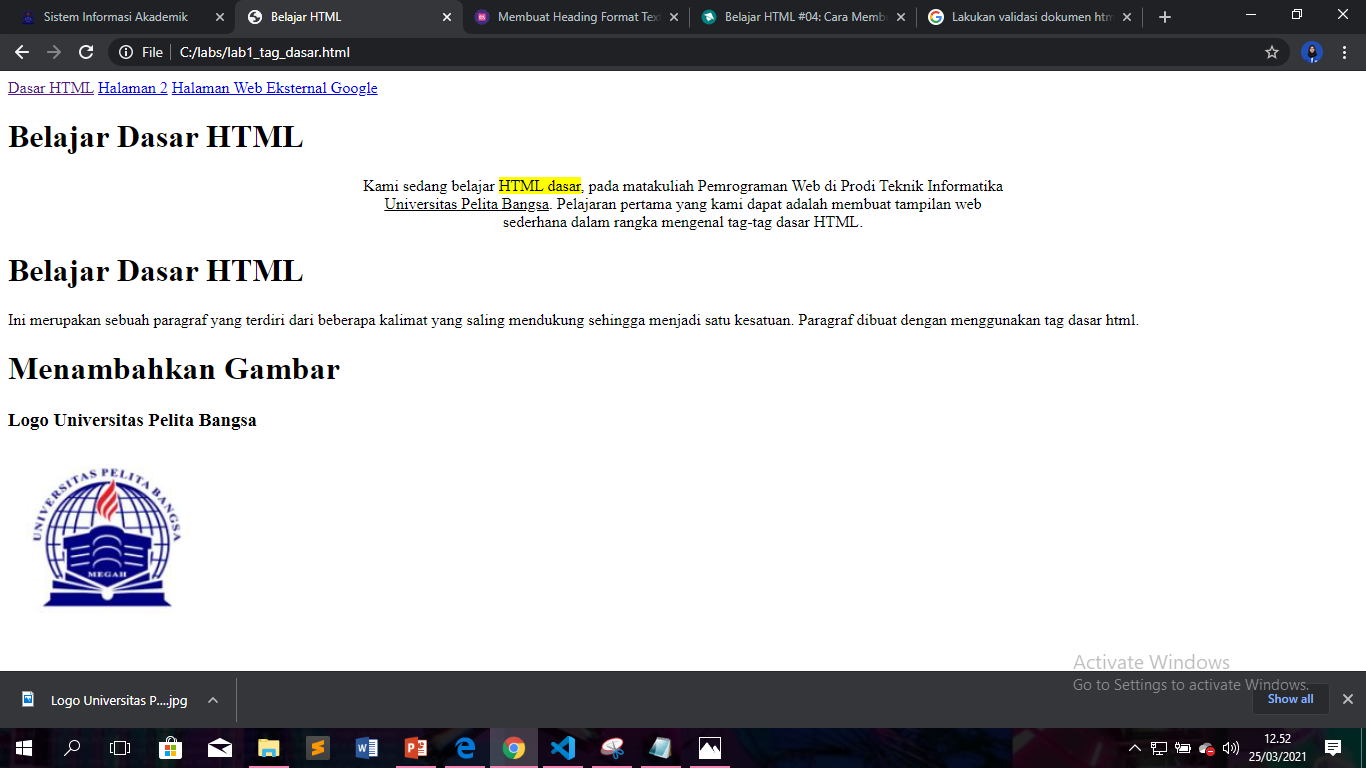 Sistem Informasi Akademik
Belajar HTML
Membuat Heading Format Tex
Belajar HTML #04: Cara Memb
Lakukan validasi dokumen htm
File
C:/labs/lab1_tag_dasar.html
Dasar HTML Halaman 2 Halaman Web Eksternal Google
Belajar Dasar HTML
Kami sedang belajar HTML dasar, pada matakuliah Pemrograman Web di Prodi Teknik Informatika
Universitas Pelita Bangsa. Pelajaran pertama yang kami dapat adalah membuat tampilan web
sederhana dalam rangka mengenal tag-tag dasar HTML.
Belajar Dasar HTML
Ini merupakan sebuah paragraf yang terdiri dari beberapa kalimat yang saling mendukung sehingga menjadi satu kesatuan. Paragraf dibuat dengan menggunakan tag dasar html.
Menambahkan Gambar
Logo Universitas Pelita Bangsa
UNIVERSITAS PELITA BANGSA
MEGAH
Activate Windows
Go to Settings to activate Windows.
Logo Universitas P....jpg
Show all
12.52
25/03/2021